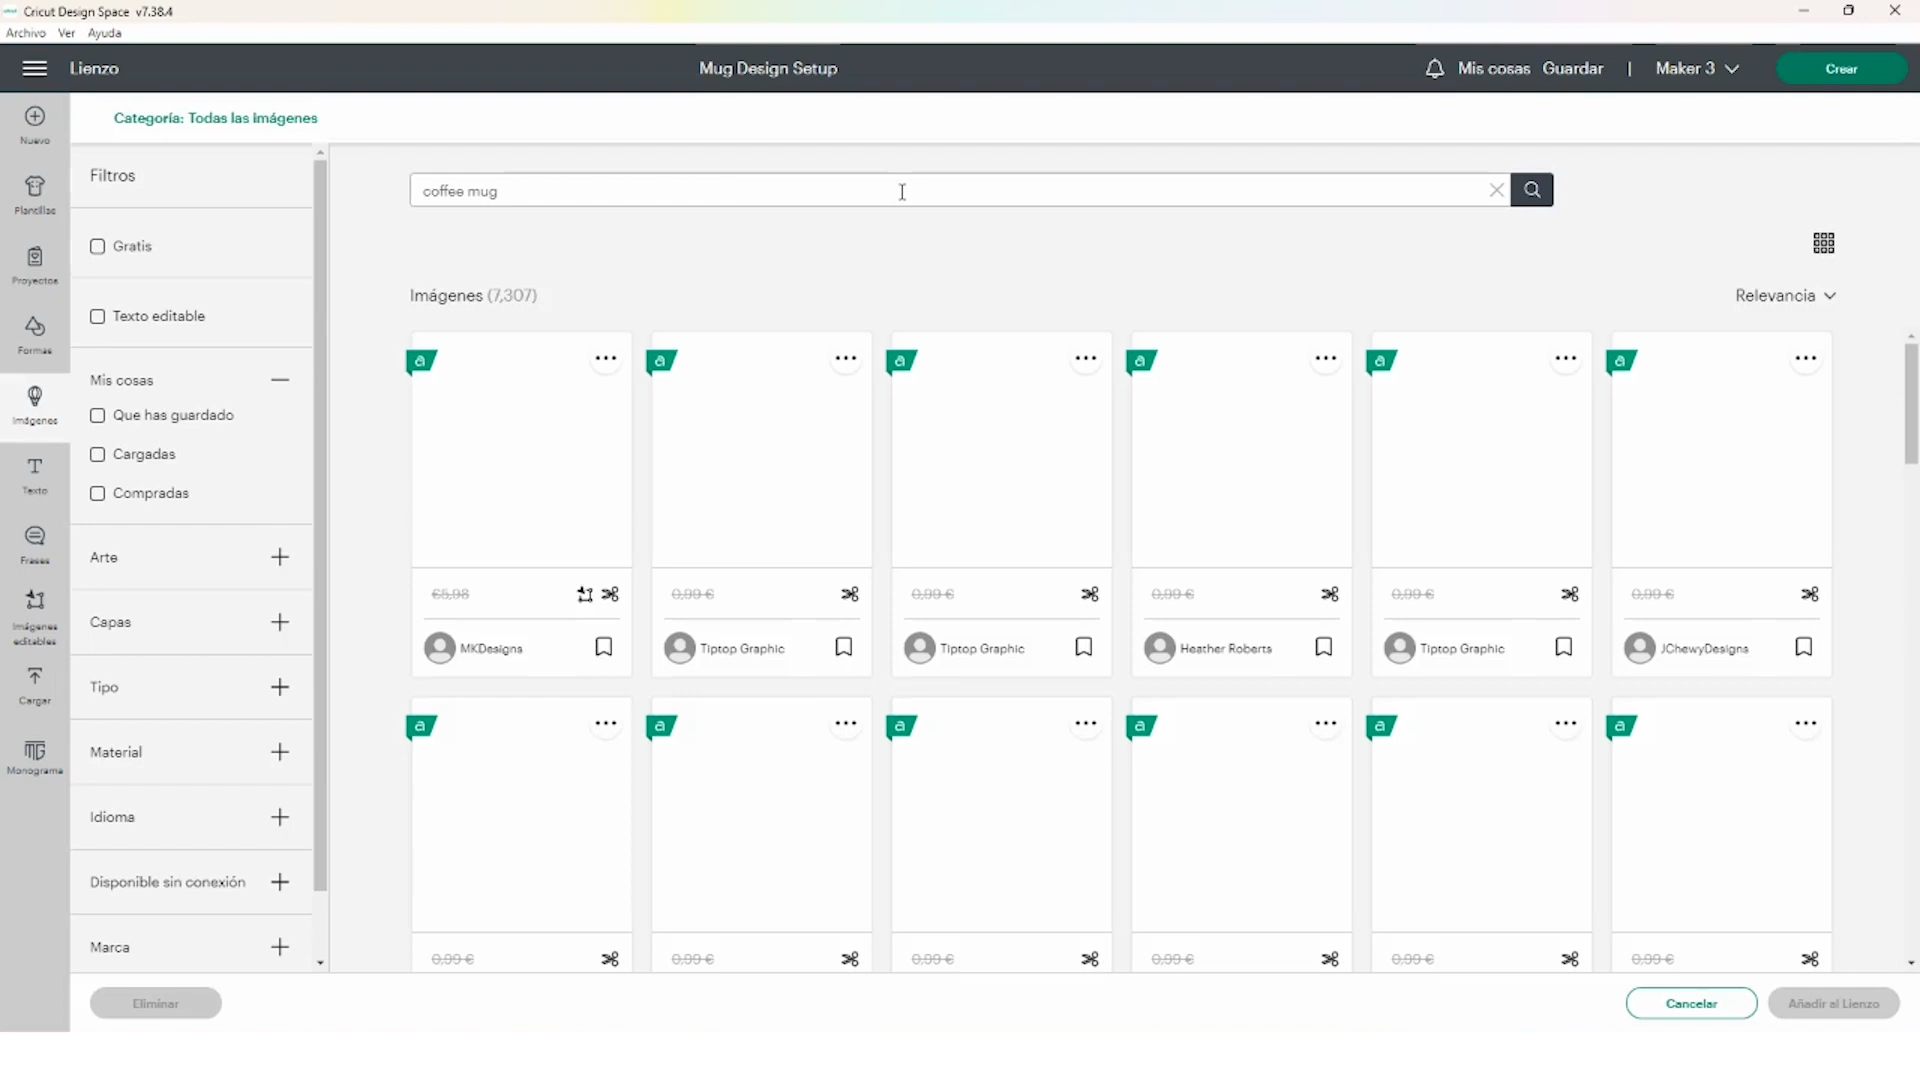 Cricut Design Space v7.38.4
Archivo Ver Ayuda
Lienzo
Mug Design Setup
Mis cosas Guardar | Maker 3
Crear
Categoría: Todas las imágenes
Nuevo
Plantillas
Proyectos
Formas
Imágenes
Texto
Frases
Imágenes editables
Cargar
MG
Monograma
Filtros
Gratis
Texto editable
Mis cosas
Que has guardado
Cargadas
Compradas
Arte
Capas
Tipo
Material
Idioma
Disponible sin conexión
Marca
coffee mug
Imágenes (7,307)
Relevancia
a a a a a a
€5,98 0,99 € 0,99 € 0,99 € 0,99 € 0,99 €
MKDesigns Tiptop Graphic Tiptop Graphic Heather Roberts Tiptop Graphic JChewyDesigns
a a a a a a
0,99 € 0,99 € 0,99 € 0,99 € 0,99 € 0,99 €
Eliminar
Cancelar
Añadir al Lienzo